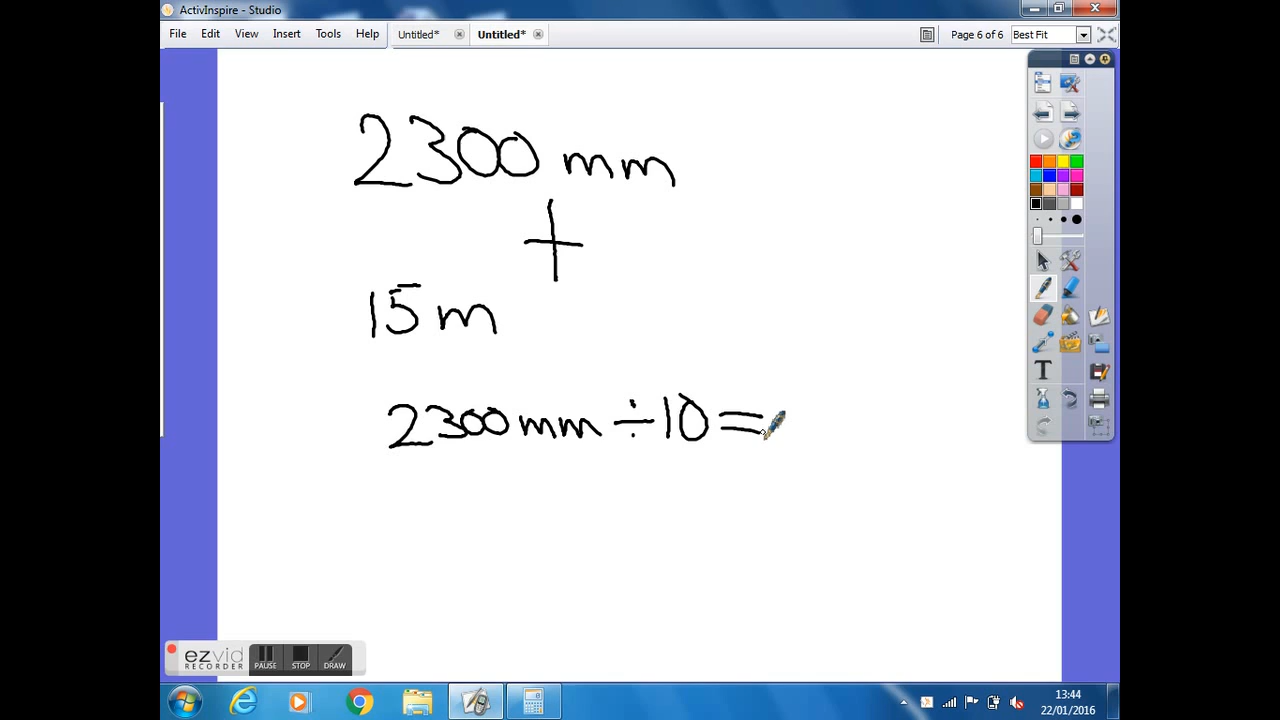 ActivInspire - Studio
File Edit View Insert Tools Help Untitled* Untitled* Page 6 of 6 Best Fit
2300 mm
+
15 m
2300 mm ÷ 10 =
T
ezvid
RECORDER
PAUSE STOP DRAW
13:44
22/01/2016